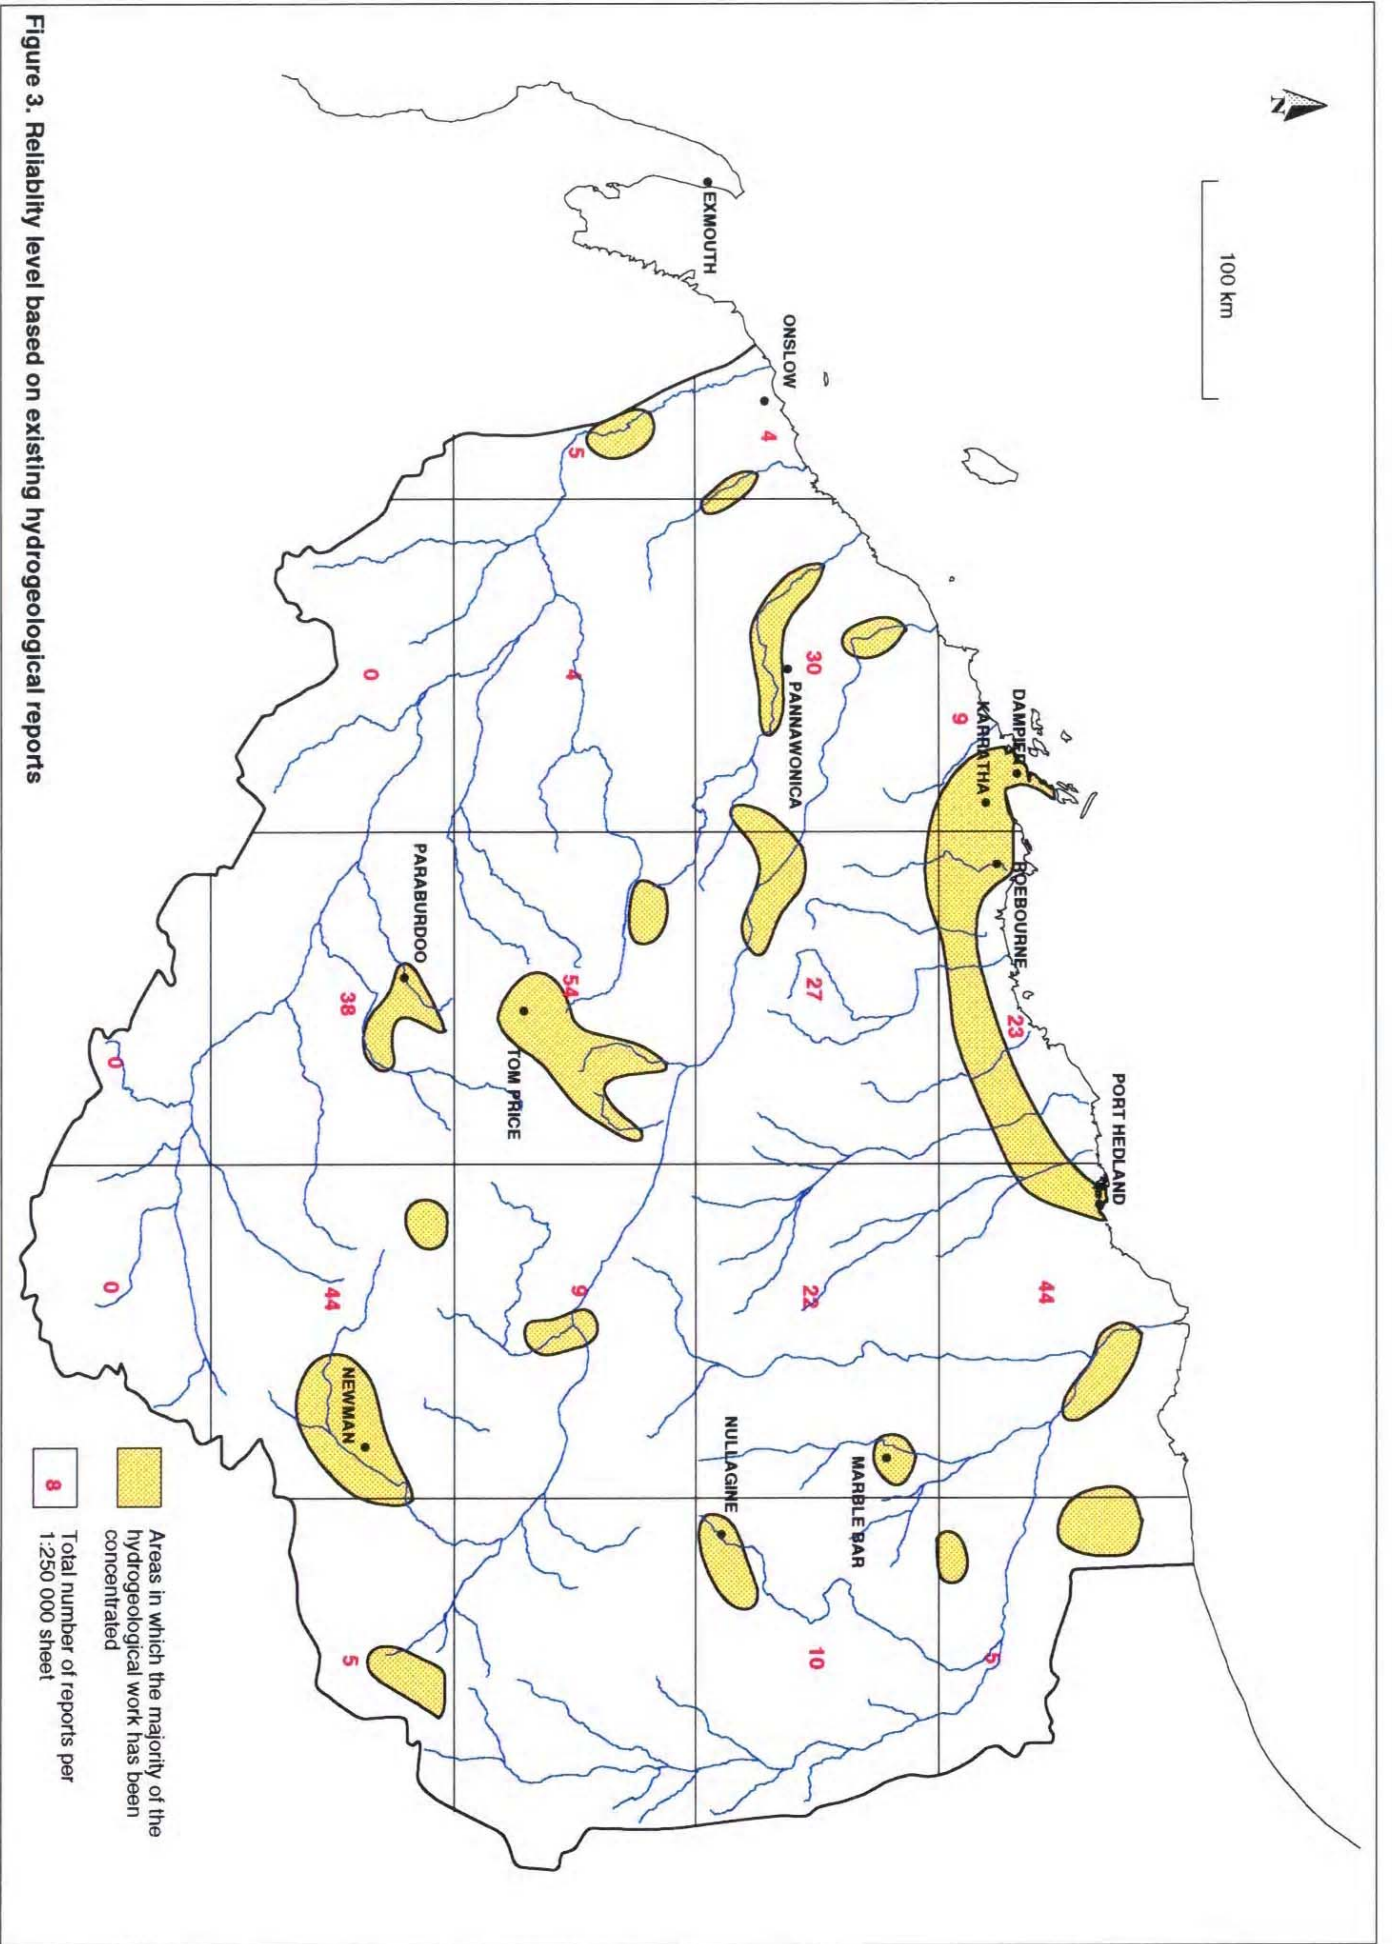 N
100 km
EXMOUTH
ONSLOW
4
5
DAMPIER
KARRATHA
9
ROEBOURNE
23
PORT HEDLAND
44
5
30
PANNAWONICA
27
22
MARBLE BAR
NULLAGINE
10
4
54
TOM PRICE
9
0
PARABURDOO
38
44
NEWMAN
5
0
0
Areas in which the majority of the
hydrogeological work has been
concentrated
8
Total number of reports per
1:250 000 sheet
Figure 3. Reliablity level based on existing hydrogeological reports